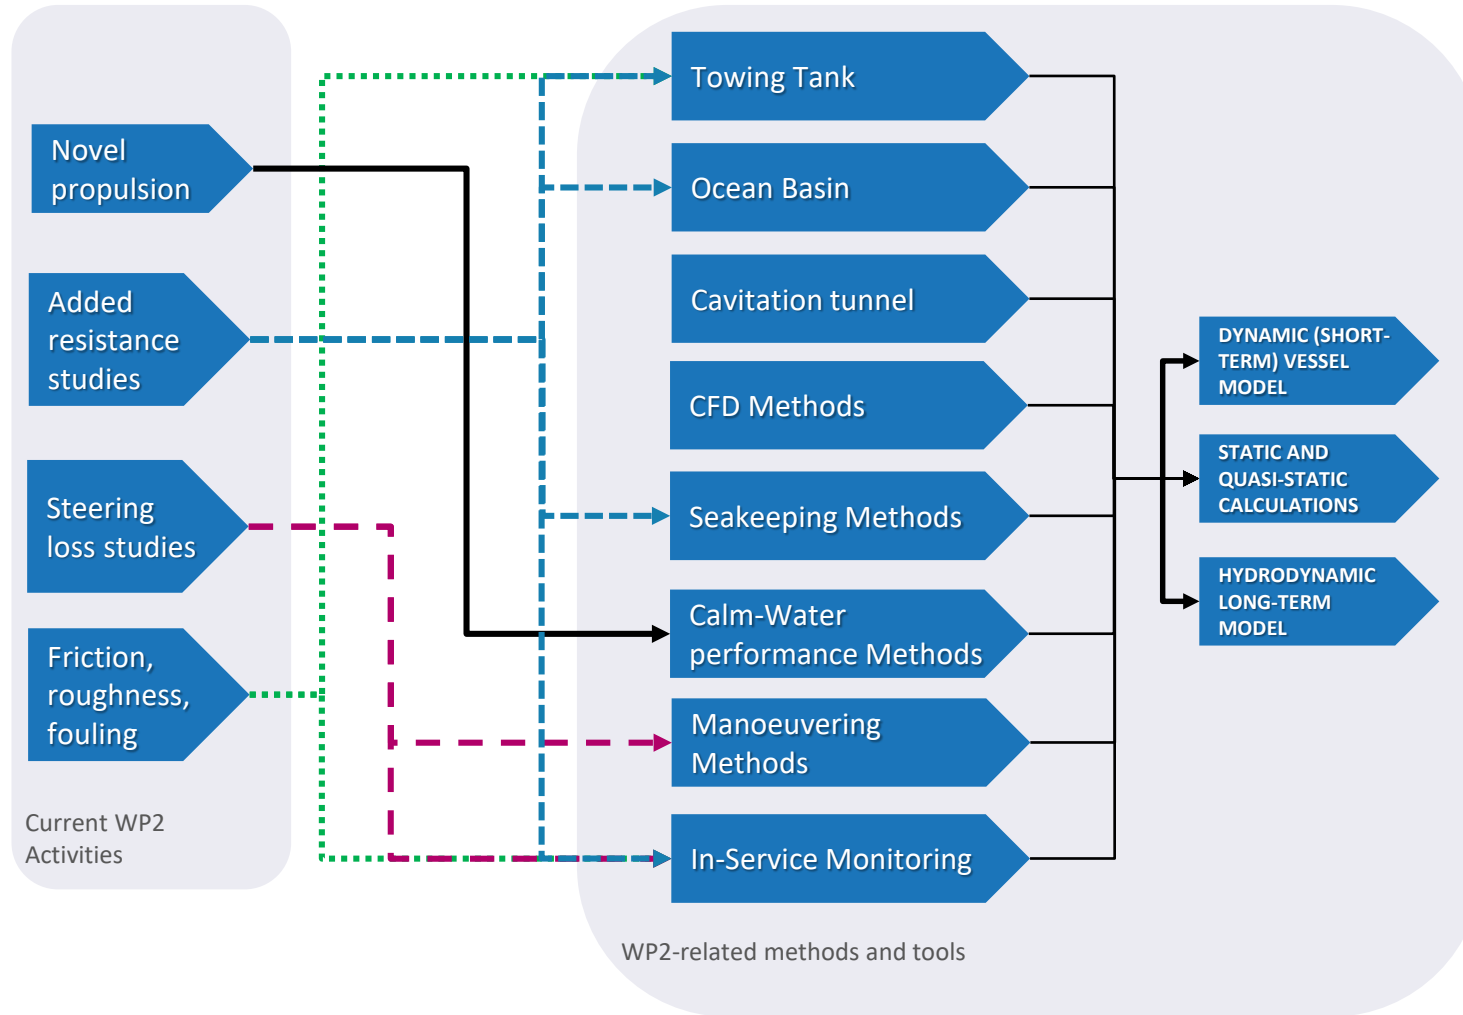 Novel
propulsion
Added
resistance
studies
Steering
loss studies
Friction,
roughness,
fouling
Current WP2
Activities
Towing Tank
Ocean Basin
Cavitation tunnel
CFD Methods
Seakeeping Methods
Calm-Water
performance Methods
Manoeuvering
Methods
In-Service Monitoring
WP2-related methods and tools
DYNAMIC (SHORT-
TERM) VESSEL
MODEL
STATIC AND
QUASI-STATIC
CALCULATIONS
HYDRODYNAMIC
LONG-TERM
MODEL